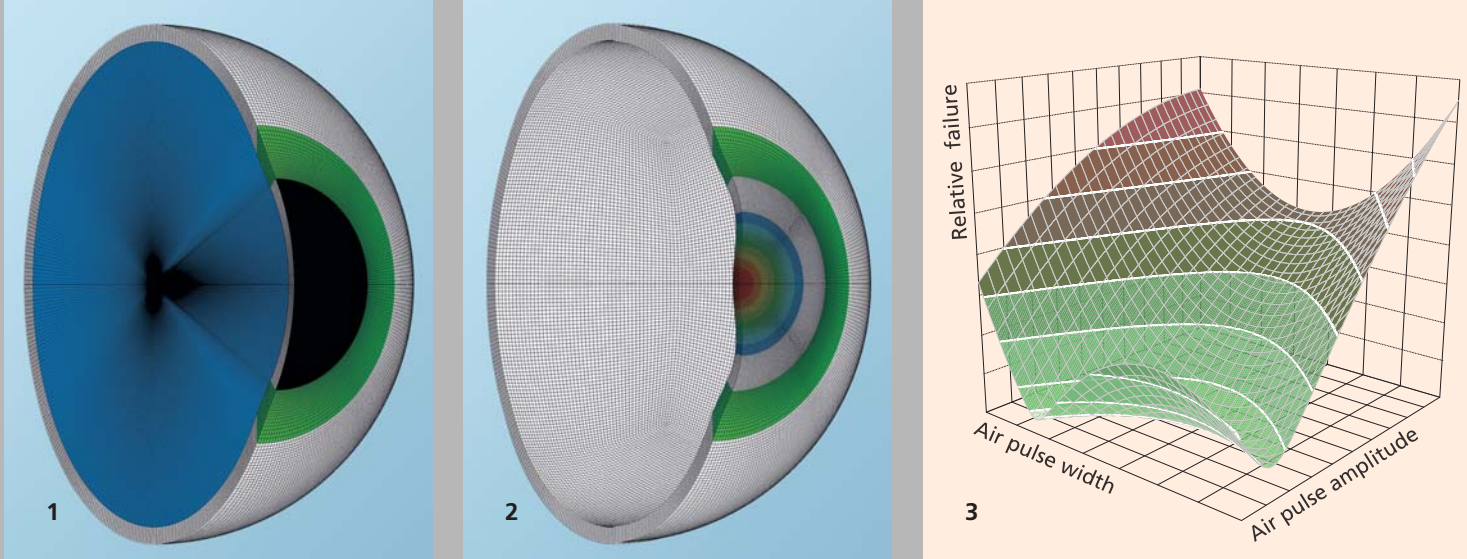 1
2
3
Relative failure
Air pulse width
Air pulse amplitude